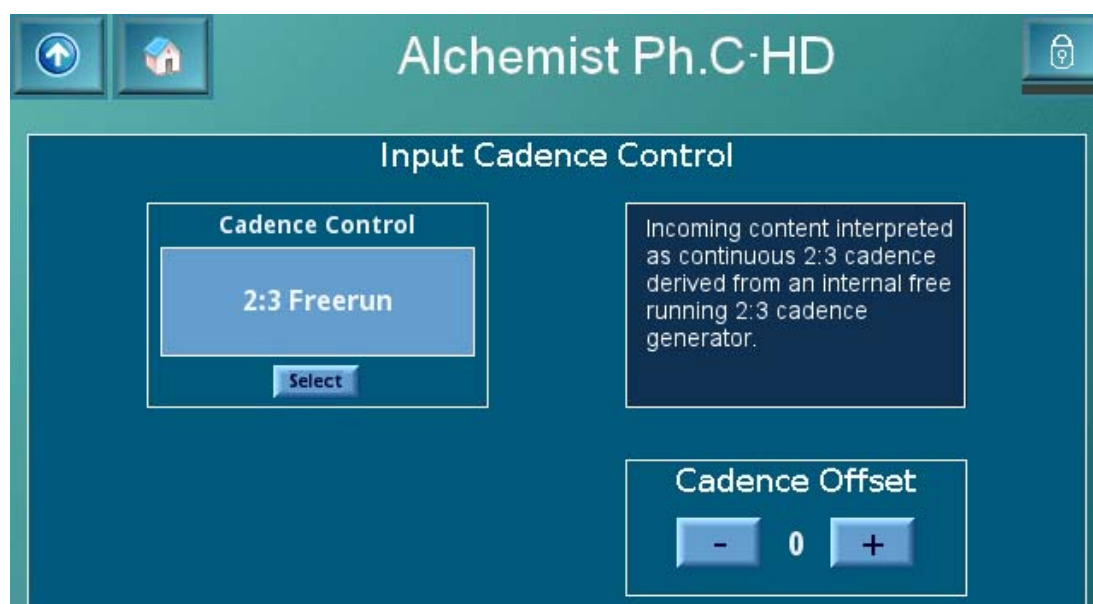 Alchemist Ph.C-HD
Input Cadence Control
Cadence Control
2:3 Freerun
Select
Incoming content interpreted
as continuous 2:3 cadence
derived from an internal free
running 2:3 cadence
generator.
Cadence Offset
- 0 +